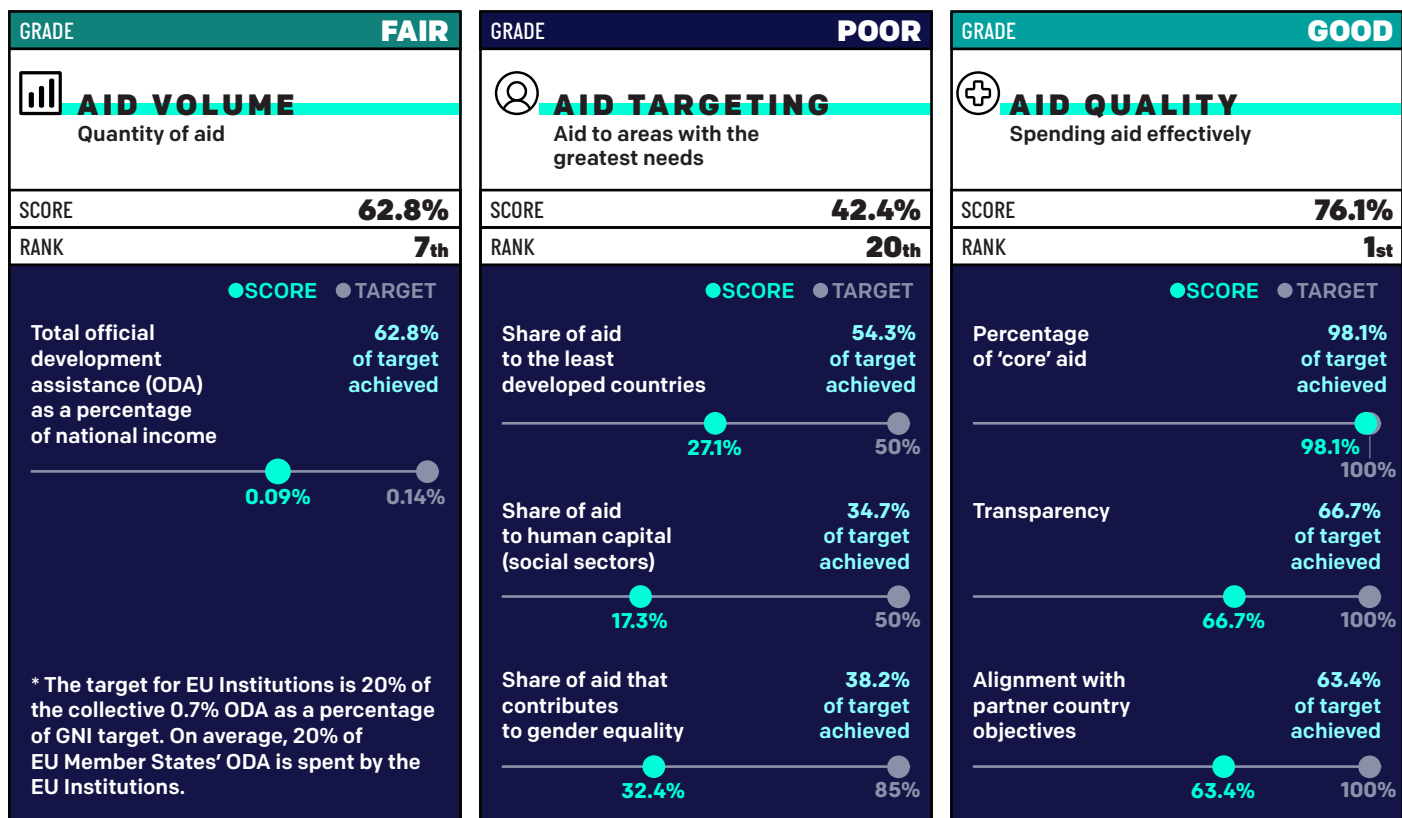 GRADE FAIR
AID VOLUME
Quantity of aid
SCORE 62.8%
RANK 7th
SCORE TARGET
Total official 62.8%
development of target
assistance (ODA) achieved
as a percentage
of national income
0.09% 0.14%
* The target for EU Institutions is 20% of
the collective 0.7% ODA as a percentage
of GNI target. On average, 20% of
EU Member States’ ODA is spent by the
EU Institutions.
GRADE POOR
AID TARGETING
Aid to areas with the
greatest needs
SCORE 42.4%
RANK 20th
SCORE TARGET
Share of aid 54.3%
to the least of target
developed countries achieved
27.1% 50%
Share of aid 34.7%
to human capital of target
(social sectors) achieved
17.3% 50%
Share of aid that 38.2%
contributes of target
to gender equality achieved
32.4% 85%
GRADE GOOD
AID QUALITY
Spending aid effectively
SCORE 76.1%
RANK 1st
SCORE TARGET
Percentage 98.1%
of ‘core’ aid of target
achieved
98.1%
100%
Transparency 66.7%
of target
achieved
66.7% 100%
Alignment with 63.4%
partner country of target
objectives achieved
63.4% 100%